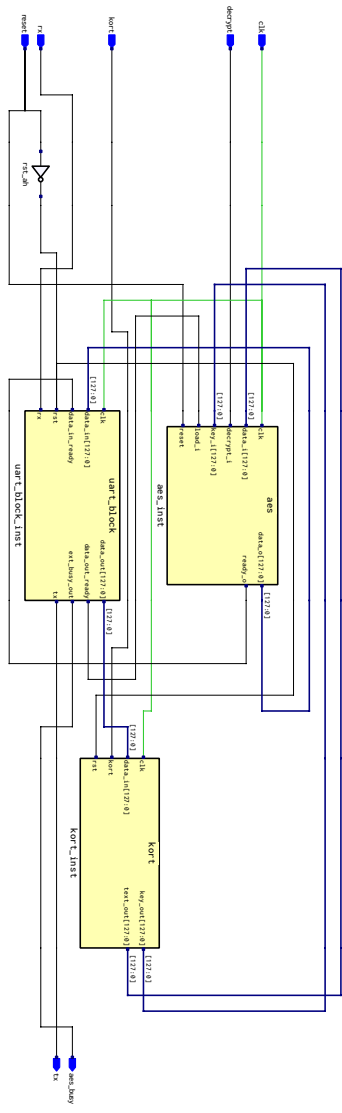 clk
decrypt
kort
rx
reset
rst_ah
aes
clk
[127:0]
data_i[127:0]
decrypt_i
[127:0]
key_i[127:0]
load_i
reset
data_o[127:0]
[127:0]
ready_o
aes_inst
uart_block
clk
[127:0]
data_in[127:0]
data_in_ready
rst
rx
data_out[127:0]
[127:0]
data_out_ready
ext_busy_out
tx
uart_block_inst
kort
clk
[127:0]
data_in[127:0]
kort
rst
key_out[127:0]
[127:0]
text_out[127:0]
[127:0]
kort_inst
aes_busy
tx